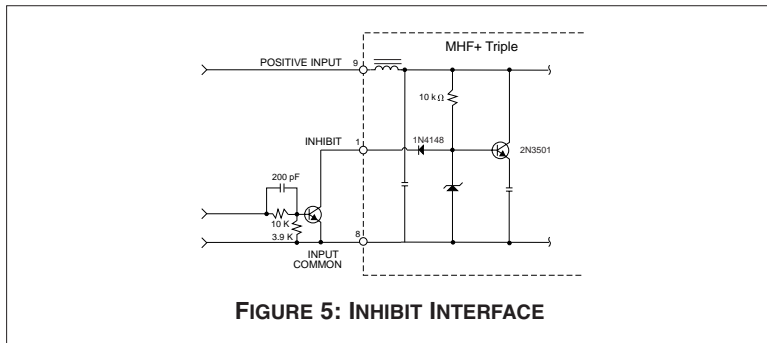 MHF+ Triple
POSITIVE INPUT 9
10 k Ω
INHIBIT 1
1N4148
2N3501
200 pF
10 K
3.9 K
8
INPUT
COMMON
FIGURE 5: INHIBIT INTERFACE